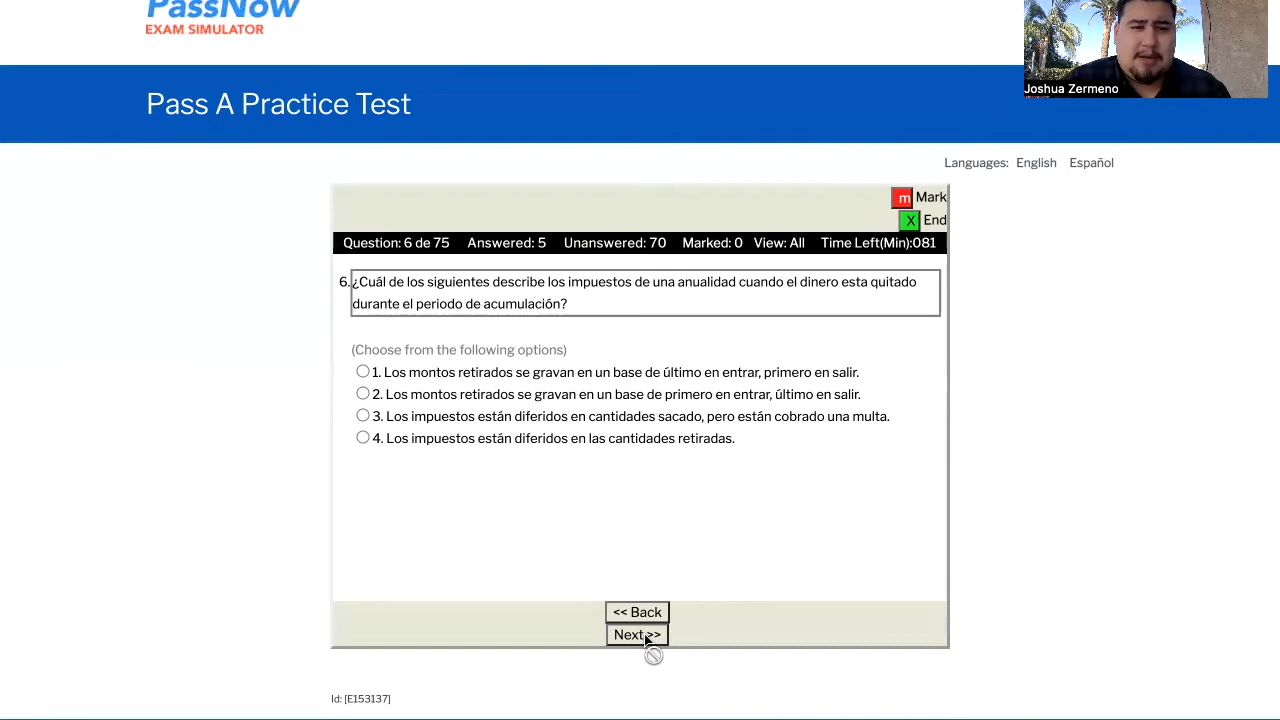 PassNow
EXAM SIMULATOR
Joshua Zermeno
Pass A Practice Test
Languages: English Español
m Mark
X End
Question: 6 de 75 Answered: 5 Unanswered: 70 Marked: 0 View: All Time Left(Min):081
6. ¿Cuál de los siguientes describe los impuestos de una anualidad cuando el dinero esta quitado
durante el periodo de acumulación?
(Choose from the following options)
1. Los montos retirados se gravan en un base de último en entrar, primero en salir.
2. Los montos retirados se gravan en un base de primero en entrar, último en salir.
3. Los impuestos están diferidos en cantidades sacado, pero están cobrado una multa.
4. Los impuestos están diferidos en las cantidades retiradas.
<< Back
Next >>
Id: [E153137]